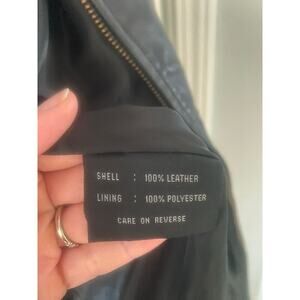 SHELL : 100% LEATHER
LINING : 100% POLYESTER
CARE ON REVERSE